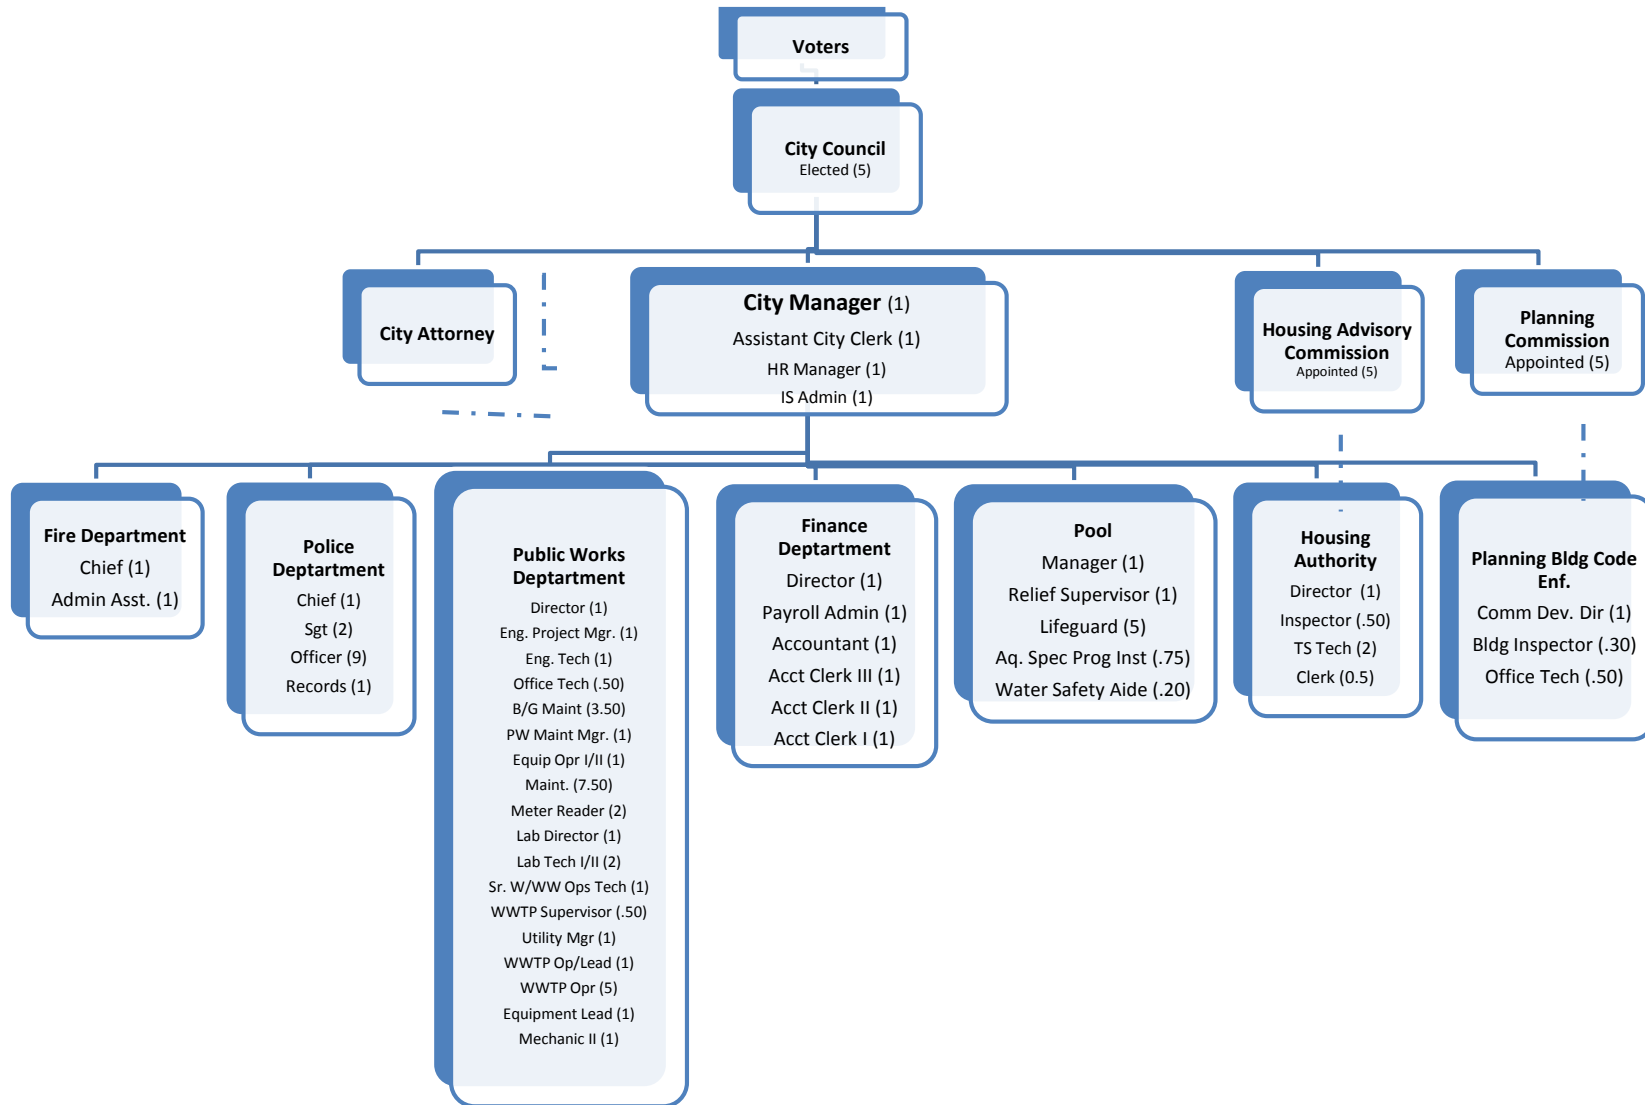 Voters
City Council
Elected (5)
City Attorney
City Manager (1)
Assistant City Clerk (1)
HR Manager (1)
IS Admin (1)
Housing Advisory
Commission
Appointed (5)
Planning
Commission
Appointed (5)
Fire Department
Chief (1)
Admin Asst. (1)
Police
Deptartment
Chief (1)
Sgt (2)
Officer (9)
Records (1)
Public Works
Deptartment
Director (1)
Eng. Project Mgr. (1)
Eng. Tech (1)
Office Tech (.50)
B/G Maint (3.50)
PW Maint Mgr. (1)
Equip Opr I/II (1)
Maint. (7.50)
Meter Reader (2)
Lab Director (1)
Lab Tech I/II (2)
Sr. W/WW Ops Tech (1)
WWTP Supervisor (.50)
Utility Mgr (1)
WWTP Op/Lead (1)
WWTP Opr (5)
Equipment Lead (1)
Mechanic II (1)
Finance
Deptartment
Director (1)
Payroll Admin (1)
Accountant (1)
Acct Clerk III (1)
Acct Clerk II (1)
Acct Clerk I (1)
Pool
Manager (1)
Relief Supervisor (1)
Lifeguard (5)
Aq. Spec Prog Inst (.75)
Water Safety Aide (.20)
Housing
Authority
Director (1)
Inspector (.50)
TS Tech (2)
Clerk (0.5)
Planning Bldg Code
Enf.
Comm Dev. Dir (1)
Bldg Inspector (.30)
Office Tech (.50)